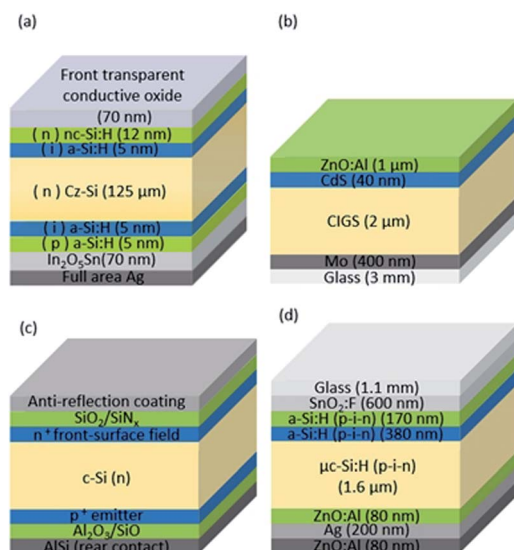 (a)
Front transparent
conductive oxide
(70 nm)
(n) nc-Si:H (12 nm)
(i) a-Si:H (5 nm)
(n) Cz-Si (125 µm)
(i) a-Si:H (5 nm)
(p) a-Si:H (5 nm)
In₂O₅Sn(70 nm)
Full area Ag
(b)
ZnO:Al (1 µm)
CdS (40 nm)
CIGS (2 µm)
Mo (400 nm)
Glass (3 mm)
(c)
Anti-reflection coating
SiO₂/SiNₓ
n⁺front-surface field
c-Si (n)
p⁺ emitter
Al₂O₃/SiO
AlSi (rear contact)
(d)
Glass (1.1 mm)
SnO₂:F (600 nm)
a-Si:H (p-i-n) (170 nm)
a-Si:H (p-i-n) (380 nm)
µc-Si:H (p-i-n)
(1.6 µm)
ZnO:Al (80 nm)
Ag (200 nm)
ZnO:Al (80 nm)